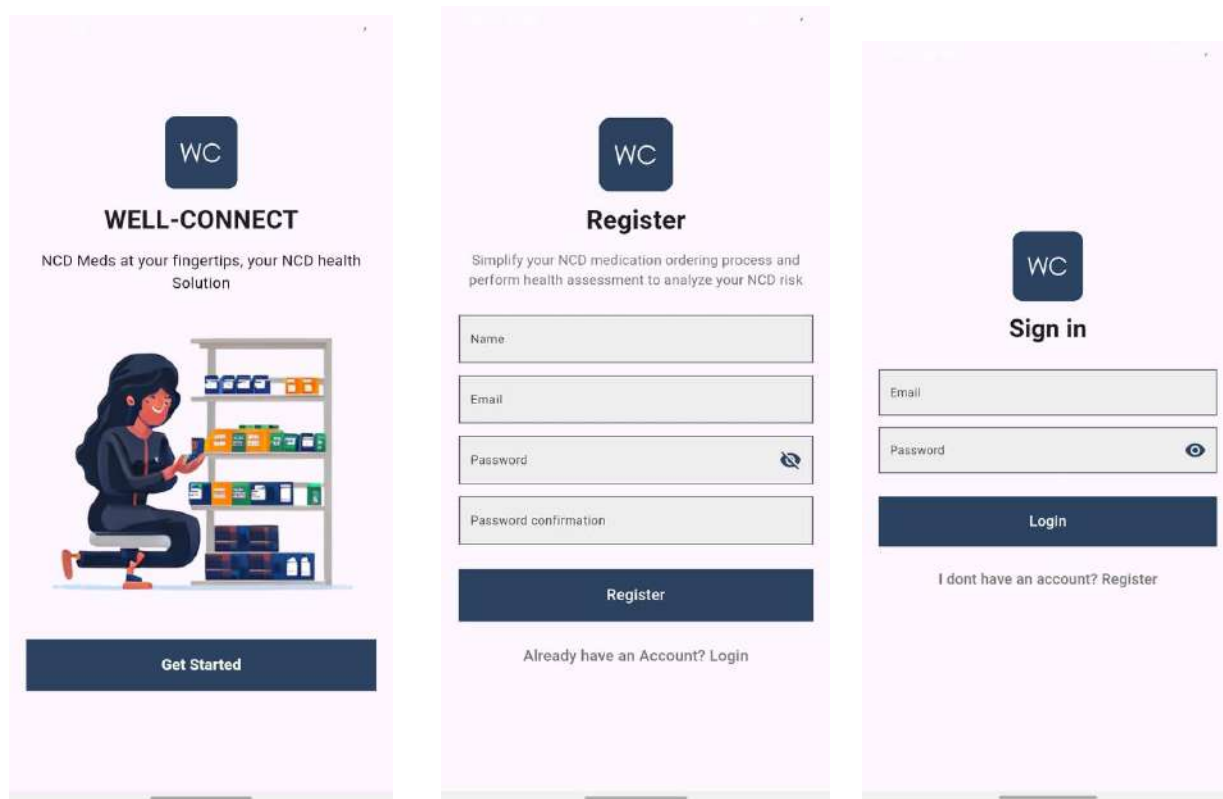 WC
WELL-CONNECT
NCD Meds at your fingertips, your NCD health
Solution
Get Started
WC
Register
Simplify your NCD medication ordering process and
perform health assessment to analyze your NCD risk
Name
Email
Password
Password confirmation
Register
Already have an Account? Login
WC
Sign in
Email
Password
Login
I dont have an account? Register